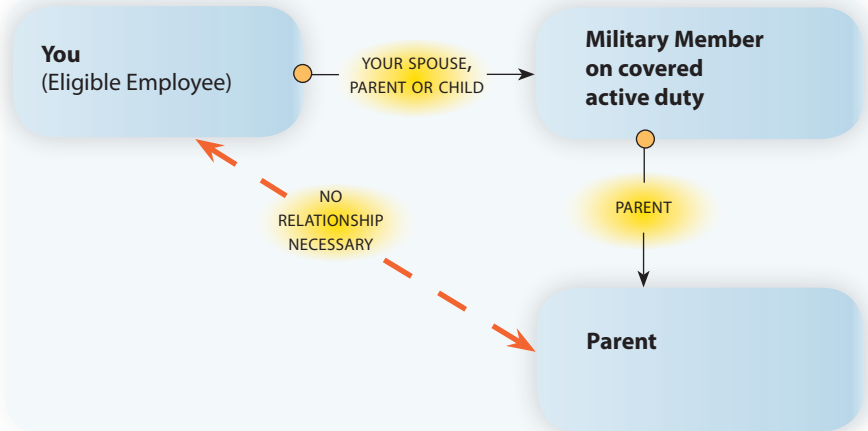 You
(Eligible Employee)
YOUR SPOUSE,
PARENT OR CHILD
Military Member
on covered
active duty
NO
RELATIONSHIP
NECESSARY
PARENT
Parent